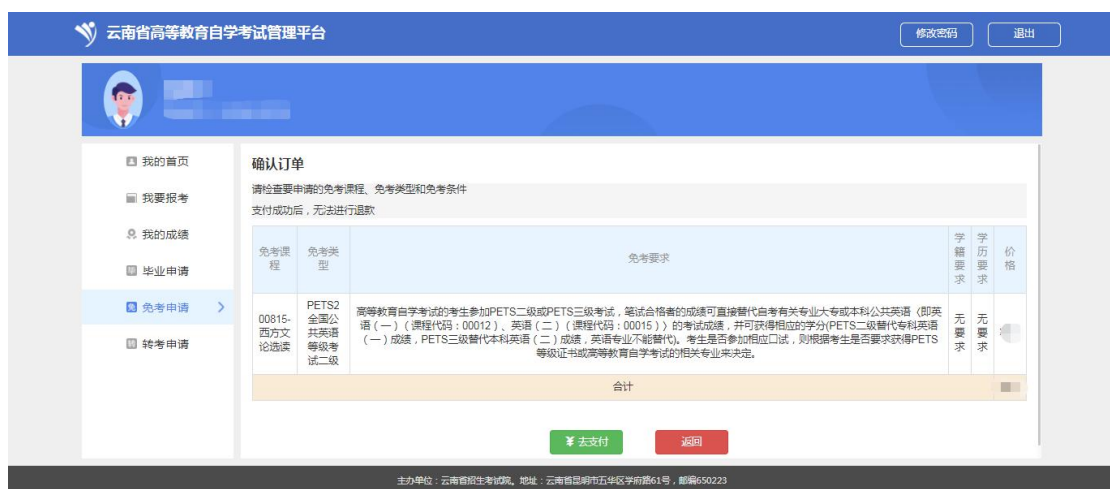 云南省高等教育自学考试管理平台
修改密码
退出
我的首页
我要报考
我的成绩
毕业申请
免考申请
转考申请
确认订单
请检查要申请的免考课程、免考类型和免考条件
支付成功后，无法进行退款
免考课
程
免考类
型
免考要求
学
籍
要
求
学
历
要
求
价
格
00815-
西方文
论选读
PETS2
全国公
共英语
等级考
试二级
高等教育自学考试的考生参加PETS二级或PETS三级考试，笔试合格者的成绩可直接替代自考有关专业大专或本科公共英语（即英
语（一）（课程代码：00012）、英语（二）（课程代码：00015））的考试成绩，并可获得相应的学分(PETS二级替代专科英语
（一）成绩，PETS三级替代本科英语（二）成绩，英语专业不能替代)。考生是否参加相应口试，则根据考生是否要求获得PETS
等级证书或高等教育自学考试的相关专业来决定。
无
要
求
无
要
求
合计
¥ 去支付
返回
主办单位：云南省招生考试院。地址：云南省昆明市五华区学府路61号，邮编650223